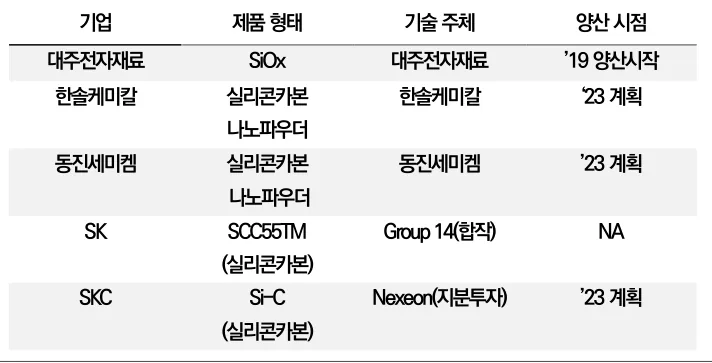 기업 제품 형태 기술 주체 양산 시점
대주전자재료 SiOx 대주전자재료 ’19 양산시작
한솔케미칼 실리콘카본 한솔케미칼 ‘23 계획
나노파우더
동진세미켐 실리콘카본 동진세미켐 ’23 계획
나노파우더
SK SCC55TM Group 14(합작) NA
(실리콘카본)
SKC Si-C Nexeon(지분투자) ’23 계획
(실리콘카본)